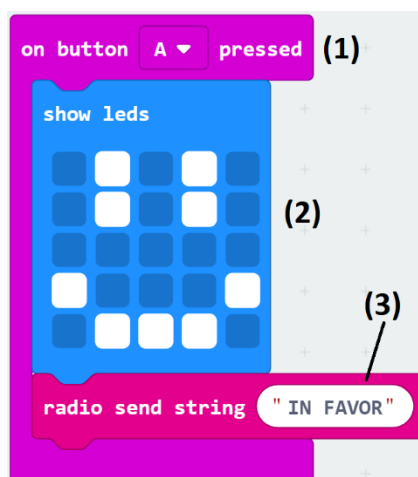 on button A pressed (1)
show leds
(2)
(3)
radio send string "IN FAVOR"